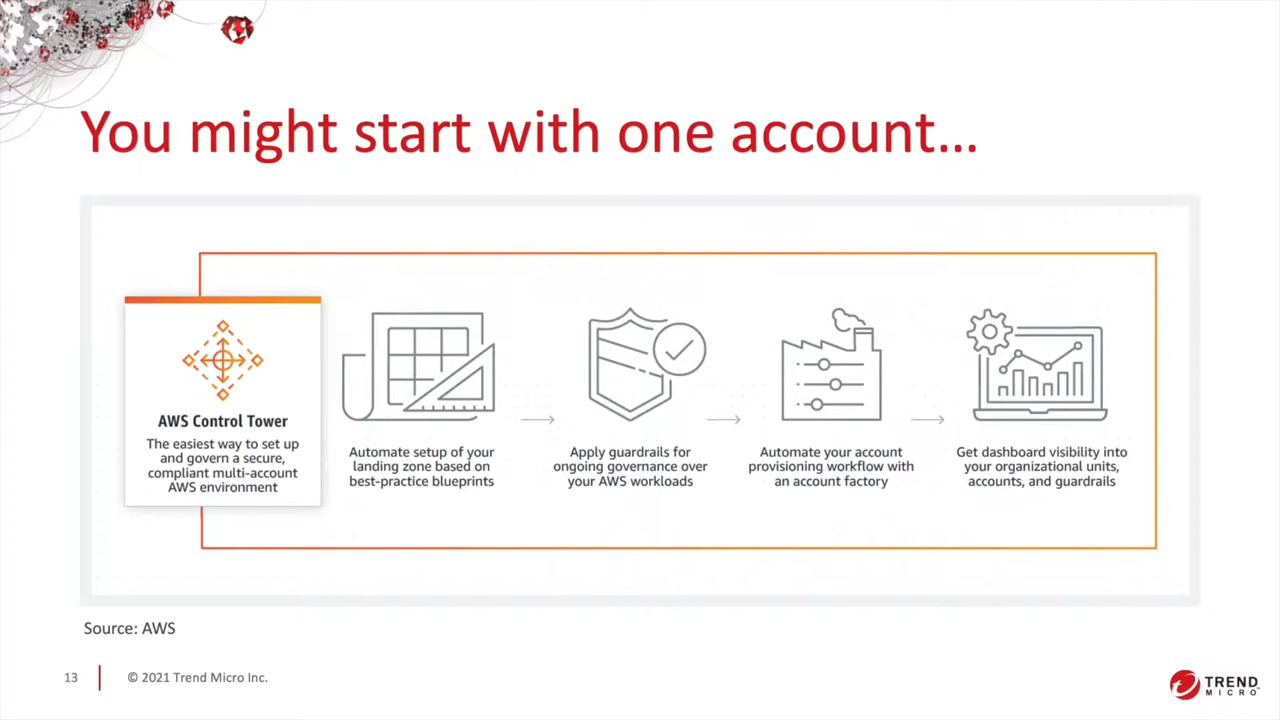 You might start with one account...
AWS Control Tower
The easiest way to set up
and govern a secure,
compliant multi-account
AWS environment
Automate setup of your
landing zone based on
best-practice blueprints
Apply guardrails for
ongoing governance over
your AWS workloads
Automate your account
provisioning workflow with
an account factory
Get dashboard visibility into
your organizational units,
accounts, and guardrails
Source: AWS
13
© 2021 Trend Micro Inc.
TREND
MICRO